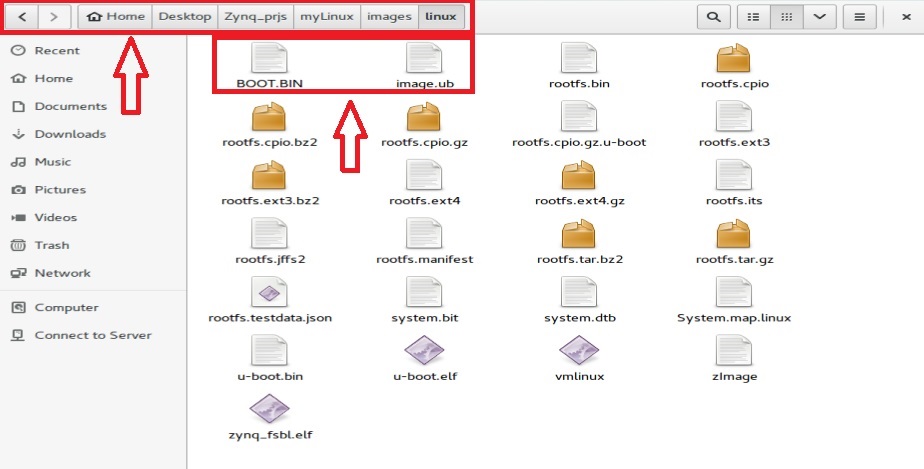 Home Desktop Zynq_prjs myLinux images linux
Recent
Home
Documents
Downloads
Music
Pictures
Videos
Trash
Network
Computer
Connect to Server
BOOT.BIN image.ub rootfs.bin rootfs.cpio
rootfs.cpio.bz2 rootfs.cpio.gz rootfs.cpio.gz.u-boot rootfs.ext3
rootfs.ext3.bz2 rootfs.ext4 rootfs.ext4.gz rootfs.its
rootfs.jffs2 rootfs.manifest rootfs.tar.bz2 rootfs.tar.gz
rootfs.testdata.json system.bit system.dtb System.map.linux
u-boot.bin u-boot.elf vmlinux zImage
zynq_fsbl.elf